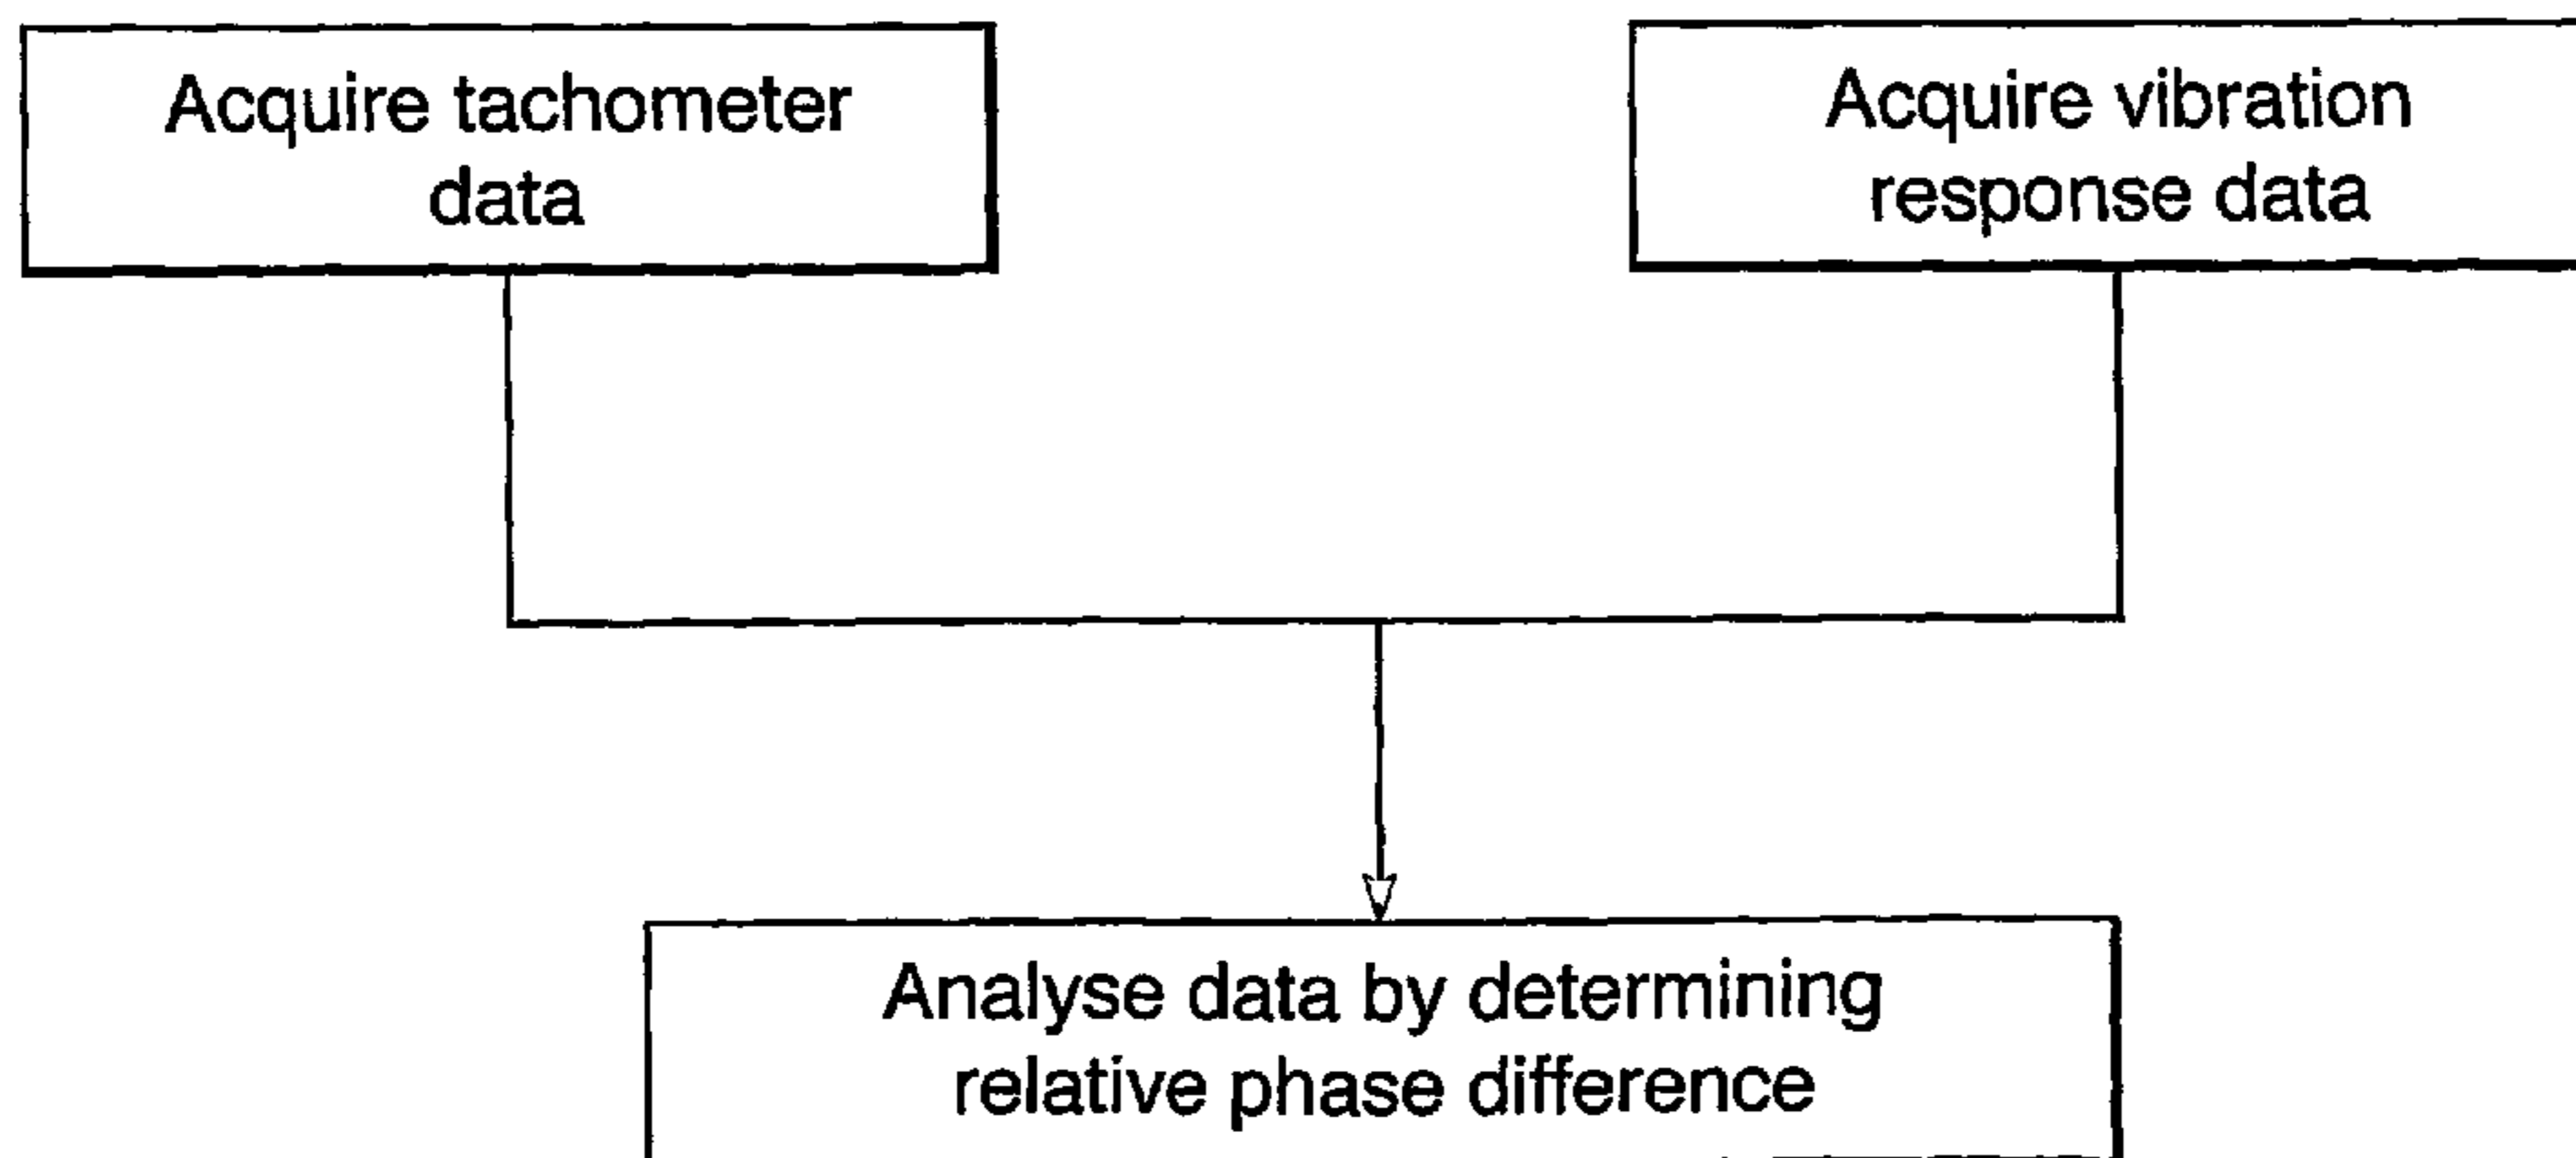 Acquire tachometer
data
Acquire vibration
response data
Analyse data by determining
relative phase difference